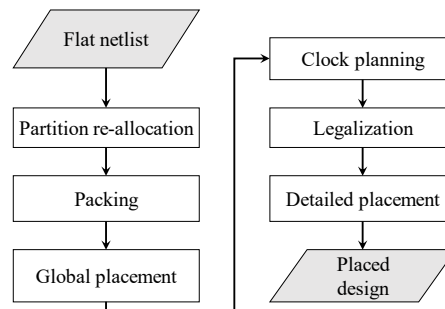 Flat netlist
Partition re-allocation
Packing
Global placement
Clock planning
Legalization
Detailed placement
Placed
design